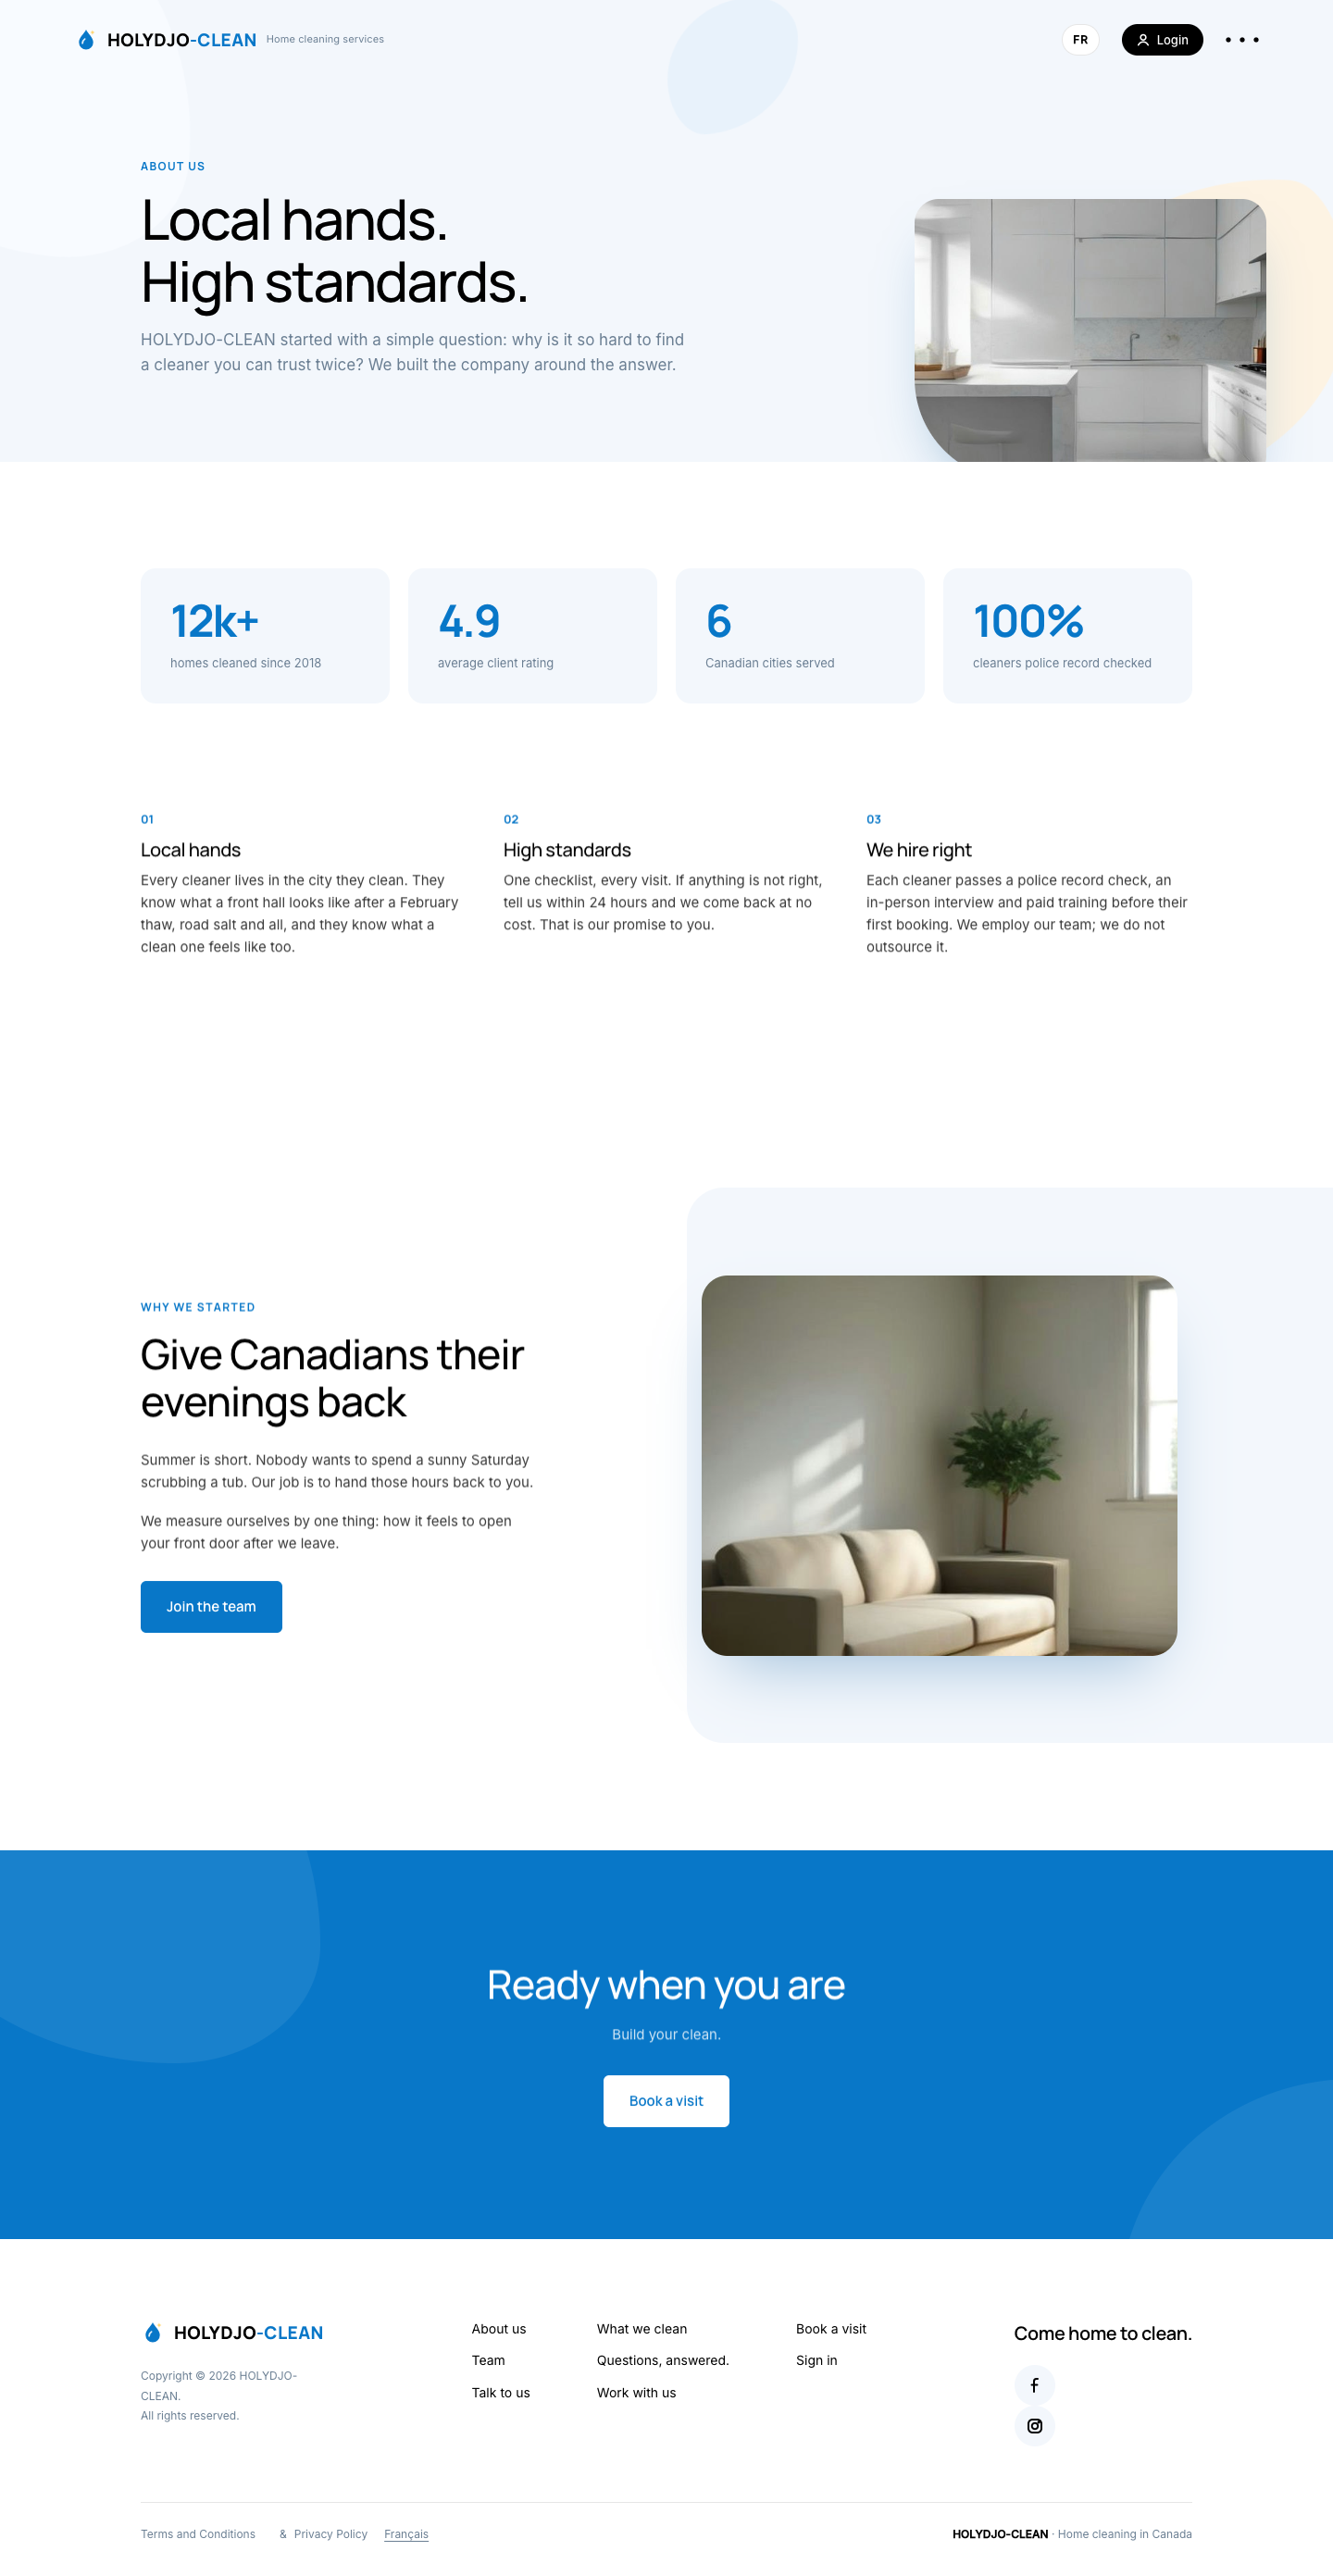 HOLYDJO-CLEAN Home cleaning services
FR
Login
ABOUT US
Local hands.
High standards.
HOLYDJO-CLEAN started with a simple question: why is it so hard to find
a cleaner you can trust twice? We built the company around the answer.
12k+
homes cleaned since 2018
4.9
average client rating
6
Canadian cities served
100%
cleaners police record checked
01
Local hands
Every cleaner lives in the city they clean. They
know what a front hall looks like after a February
thaw, road salt and all, and they know what a
clean one feels like too.
02
High standards
One checklist, every visit. If anything is not right,
tell us within 24 hours and we come back at no
cost. That is our promise to you.
03
We hire right
Each cleaner passes a police record check, an
in-person interview and paid training before their
first booking. We employ our team; we do not
outsource it.
WHY WE STARTED
Give Canadians their
evenings back
Summer is short. Nobody wants to spend a sunny Saturday
scrubbing a tub. Our job is to hand those hours back to you.
We measure ourselves by one thing: how it feels to open
your front door after we leave.
Join the team
Ready when you are
Build your clean.
Book a visit
HOLYDJO-CLEAN
Copyright © 2026 HOLYDJO-
CLEAN.
All rights reserved.
About us
Team
Talk to us
What we clean
Questions, answered.
Work with us
Book a visit
Sign in
Come home to clean.
Terms and Conditions & Privacy Policy Français
HOLYDJO-CLEAN · Home cleaning in Canada